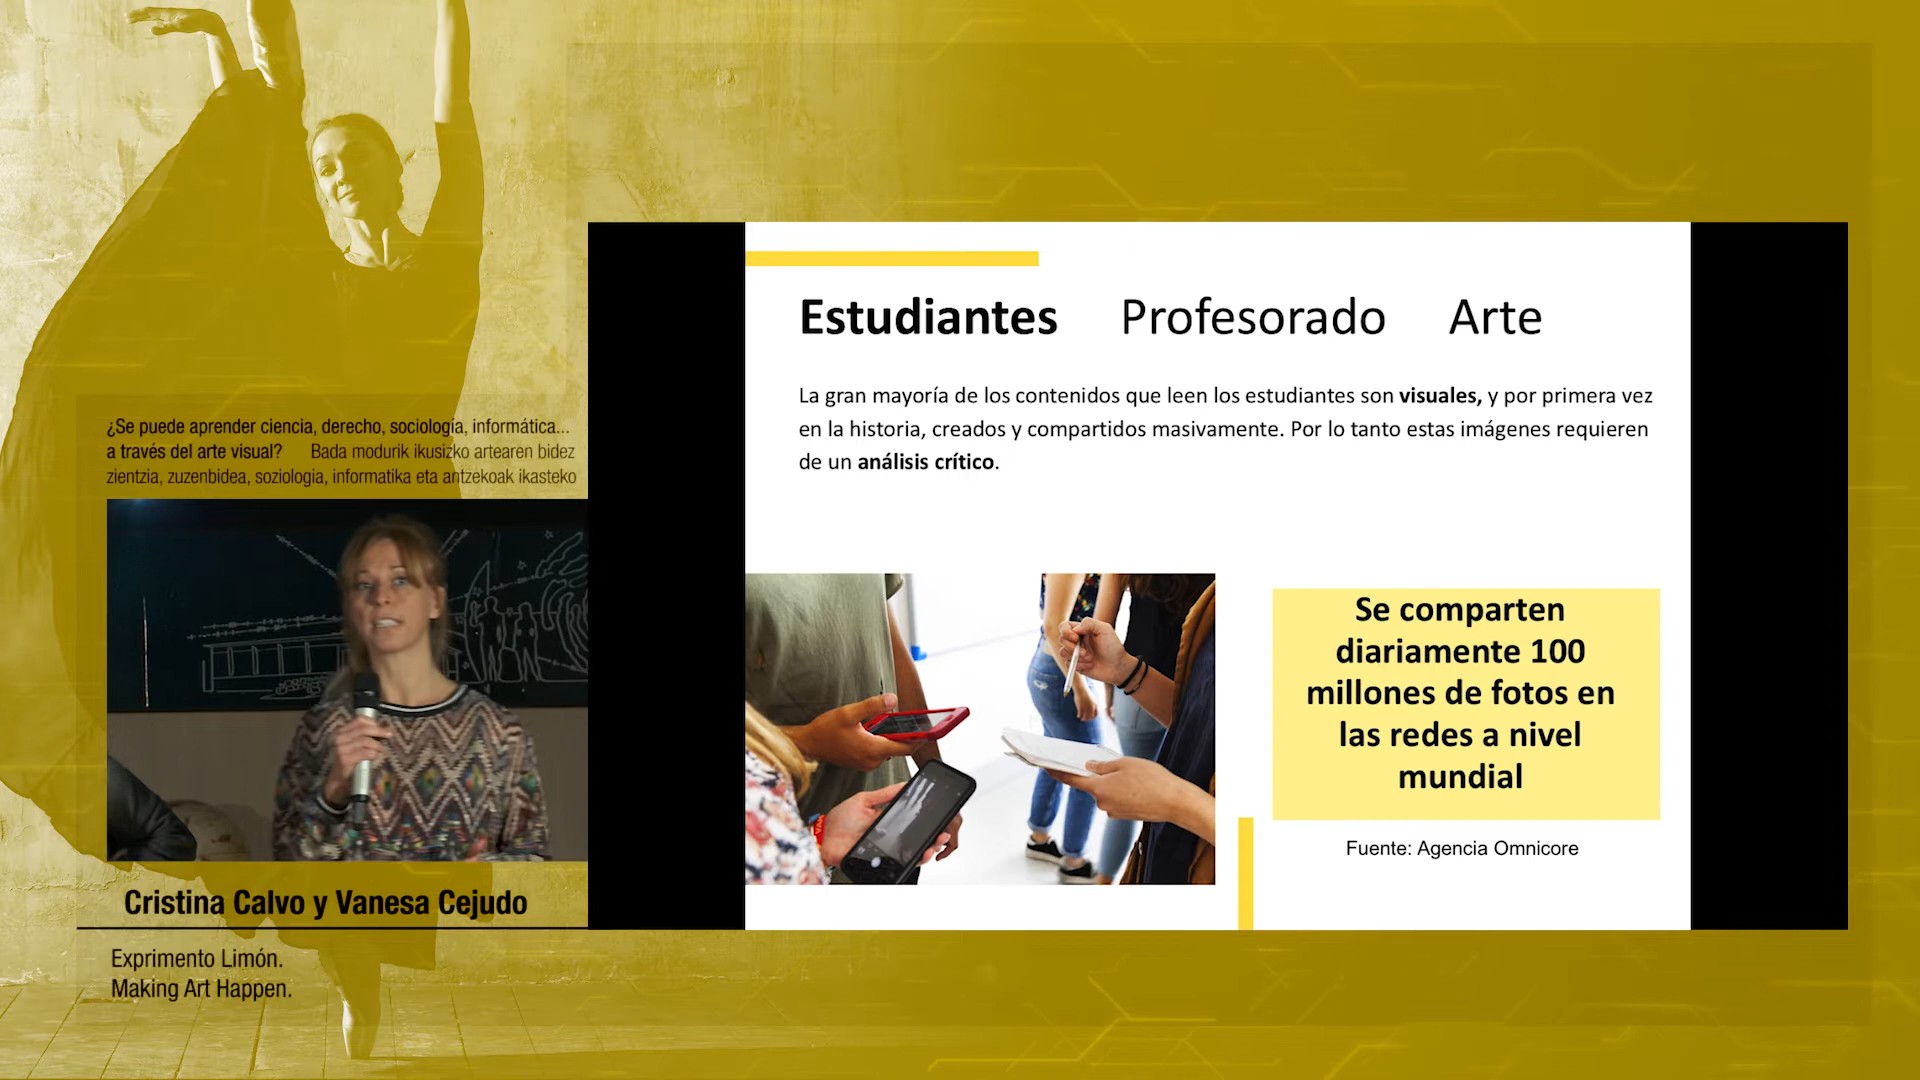 ¿Se puede aprender ciencia, derecho, sociología, informática...
a través del arte visual? Bada modurik ikusizko artearen bidez
zientzia, zuzenbidea, soziologia, informatika eta antzekoak ikasteko
Cristina Calvo y Vanesa Cejudo
Exprimento Limón.
Making Art Happen.
Estudiantes Profesorado Arte
La gran mayoría de los contenidos que leen los estudiantes son visuales, y por primera vez
en la historia, creados y compartidos masivamente. Por lo tanto estas imágenes requieren
de un análisis crítico.
Se comparten
diariamente 100
millones de fotos en
las redes a nivel
mundial
Fuente: Agencia Omnicore